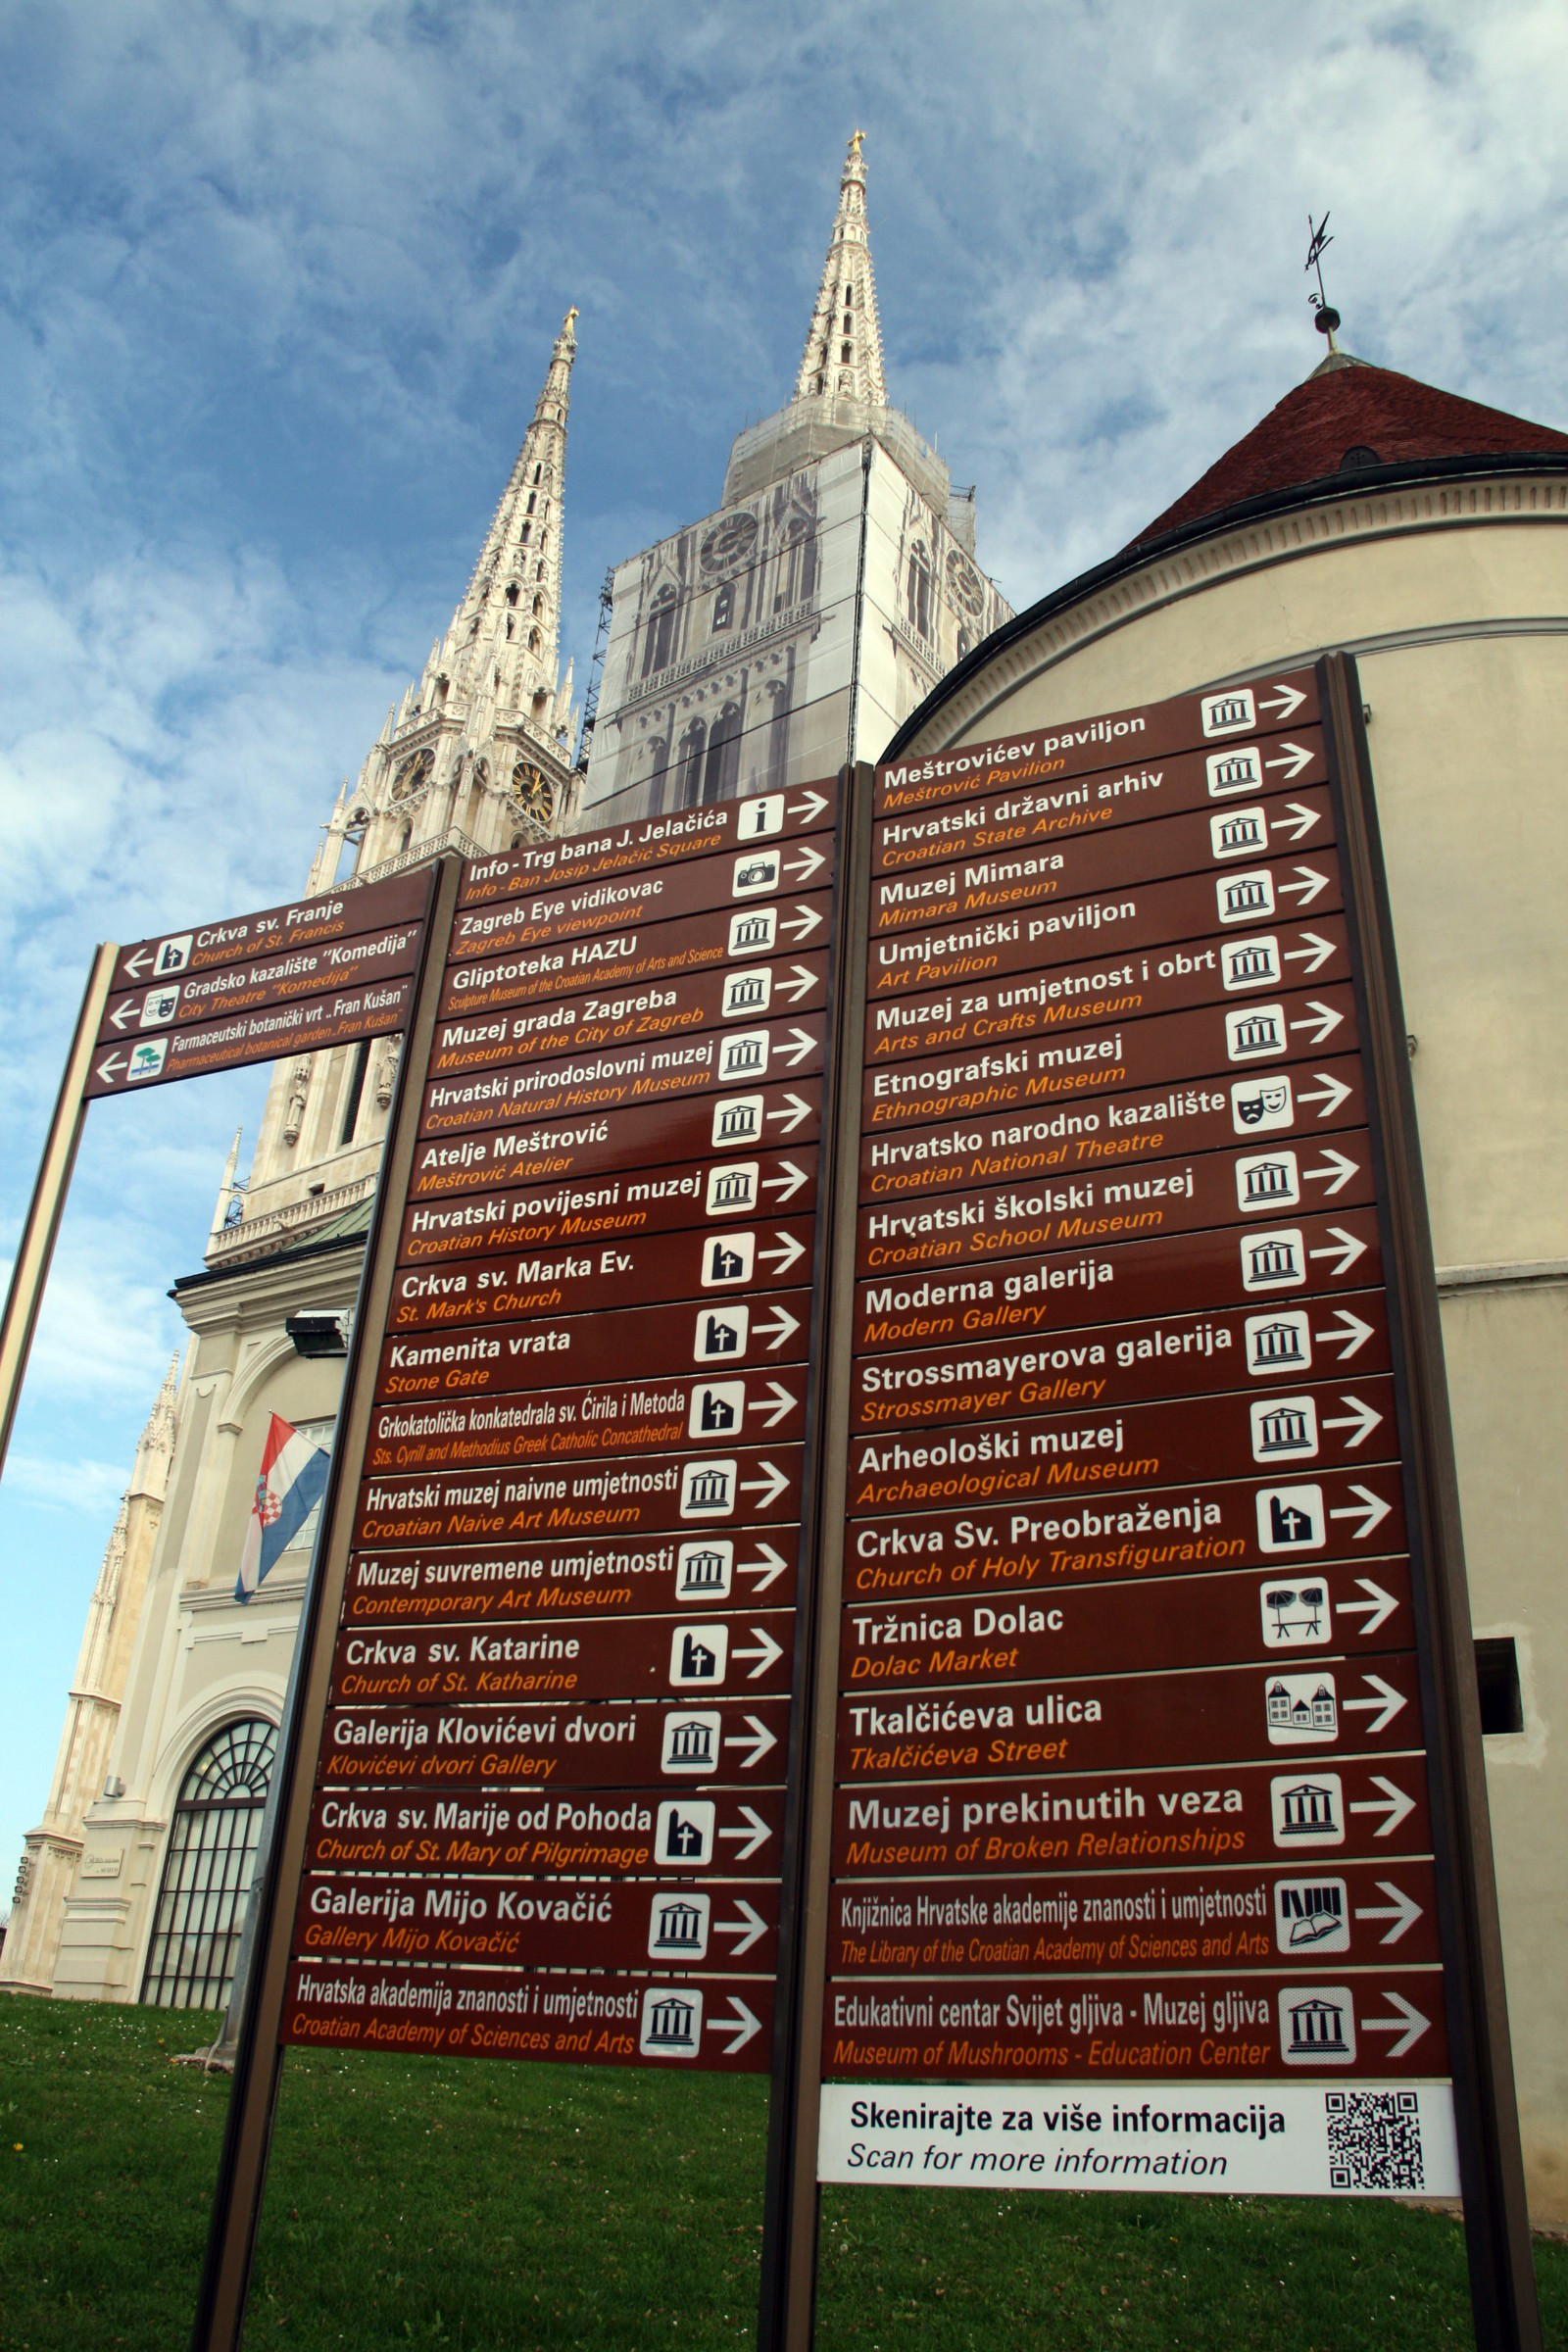 Crkva sv. Franje
Church of St. Francis
Gradsko kazalište "Komedija"
City Theatre "Komedija"
Farmaceutski botanički vrt „Fran Kušan"
Pharmaceutical botanical garden „Fran Kušan"
Info - Trg bana J. Jelačića
Info - Ban Josip Jelačić Square
Zagreb Eye vidikovac
Zagreb Eye viewpoint
Gliptoteka HAZU
Sculpture Museum of the Croatian Academy of Arts and Science
Muzej grada Zagreba
Museum of the City of Zagreb
Hrvatski prirodoslovni muzej
Croatian Natural History Museum
Atelje Meštrović
Meštrović Atelier
Hrvatski povijesni muzej
Croatian History Museum
Crkva sv. Marka Ev.
St. Mark's Church
Kamenita vrata
Stone Gate
Grkokatolička konkatedrala sv. Ćirila i Metoda
Sts. Cyrill and Methodius Greek Catholic Concathedral
Hrvatski muzej naivne umjetnosti
Croatian Naive Art Museum
Muzej suvremene umjetnosti
Contemporary Art Museum
Crkva sv. Katarine
Church of St. Katharine
Galerija Klovićevi dvori
Klovićevi dvori Gallery
Crkva sv. Marije od Pohoda
Church of St. Mary of Pilgrimage
Galerija Mijo Kovačić
Gallery Mijo Kovačić
Hrvatska akademija znanosti i umjetnosti
Croatian Academy of Sciences and Arts
Meštrovićev paviljon
Meštrović Pavilion
Hrvatski državni arhiv
Croatian State Archive
Muzej Mimara
Mimara Museum
Umjetnički paviljon
Art Pavilion
Muzej za umjetnost i obrt
Arts and Crafts Museum
Etnografski muzej
Ethnographic Museum
Hrvatsko narodno kazalište
Croatian National Theatre
Hrvatski školski muzej
Croatian School Museum
Moderna galerija
Modern Gallery
Strossmayerova galerija
Strossmayer Gallery
Arheološki muzej
Archaeological Museum
Crkva Sv. Preobraženja
Church of Holy Transfiguration
Tržnica Dolac
Dolac Market
Tkalčićeva ulica
Tkalčićeva Street
Muzej prekinutih veza
Museum of Broken Relationships
Knjižnica Hrvatske akademije znanosti i umjetnosti
The Library of the Croatian Academy of Sciences and Arts
Edukativni centar Svijet gljiva - Muzej gljiva
Museum of Mushrooms - Education Center
Skenirajte za više informacija
Scan for more information